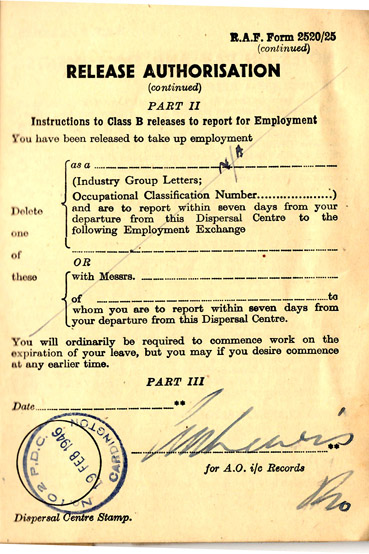 R.A.F. Form 2520/25
(continued)
RELEASE AUTHORISATION
(continued)
PART II
Instructions to Class B releases to report for Employment
You have been released to take up employment
as a
N/A
(Industry Group Letters;
Occupational Classification Number...................)
and are to report within seven days from your
departure from this Dispersal Centre to the
following Employment Exchange
Delete
one
of
these
OR
with Messrs.
of ............to
whom you are to report within seven days from
your departure from this Dispersal Centre.
You will ordinarily be required to commence work on the
expiration of your leave, but you may if you desire commence
at any earlier time.
PART III
Date..............**
Lewis
**
for A.O. i/c Records
No. 102 P.D.C. CARDINGTON
9 FEB 1946
Dispersal Centre Stamp.